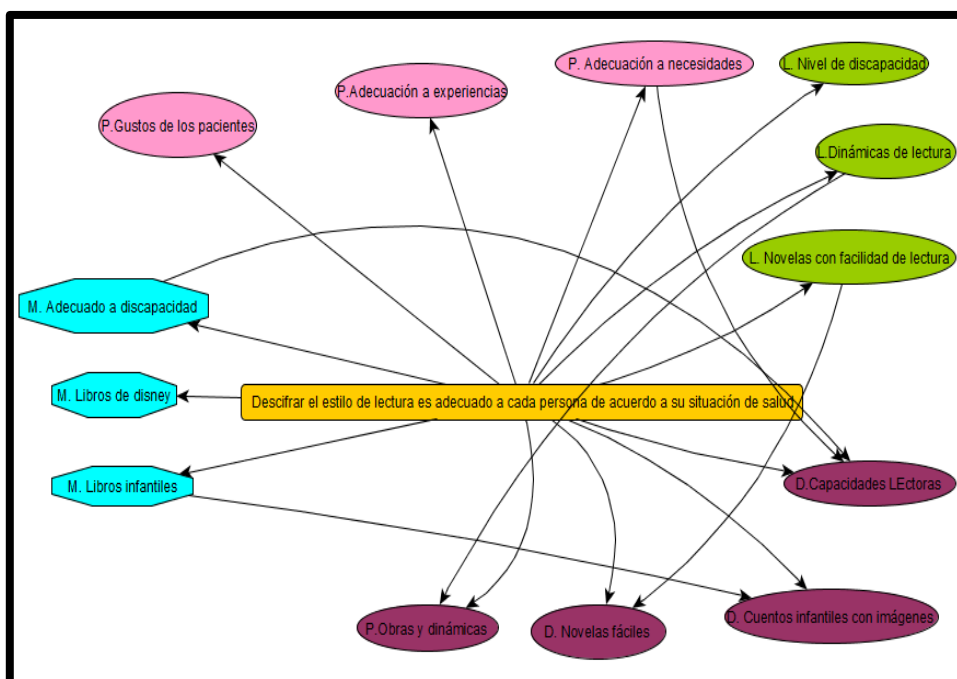 P. Adecuación a necesidades
L. Nivel de discapacidad
P.Adecuación a experiencias
P.Gustos de los pacientes
L.Dinámicas de lectura
L. Novelas con facilidad de lectura
M. Adecuado a discapacidad
M. Libros de disney
Descifrar el estilo de lectura es adecuado a cada persona de acuerdo a su situación de salud
M. Libros infantiles
D.Capacidades LEctoras
P.Obras y dinámicas
D. Novelas fáciles
D. Cuentos infantiles con imágenes